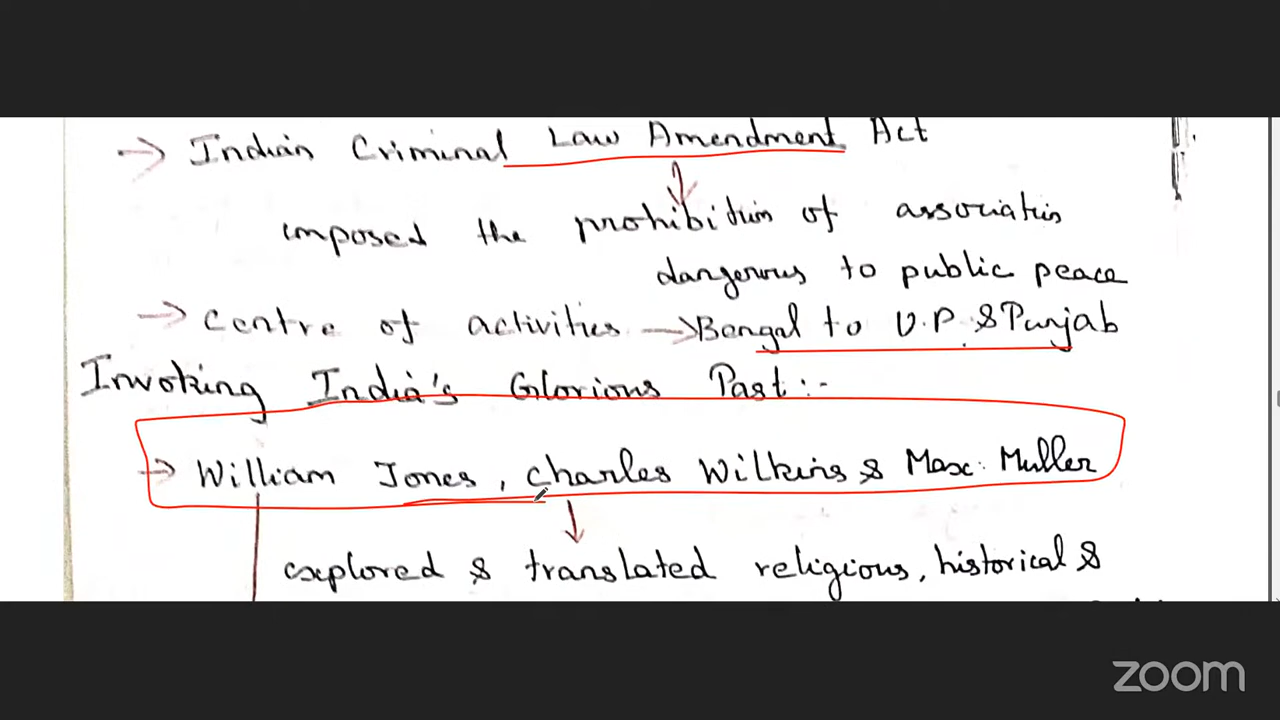 → Indian Criminal Law Amendment Act
imposed the prohibition of association
dangerous to public peace
→ Centre of activities → Bengal to U.P. & Punjab
Invoking India's Glorious Past :-
→ William Jones, Charles Wilkins & Max Muller
explored & translated religious, historical &
zoom